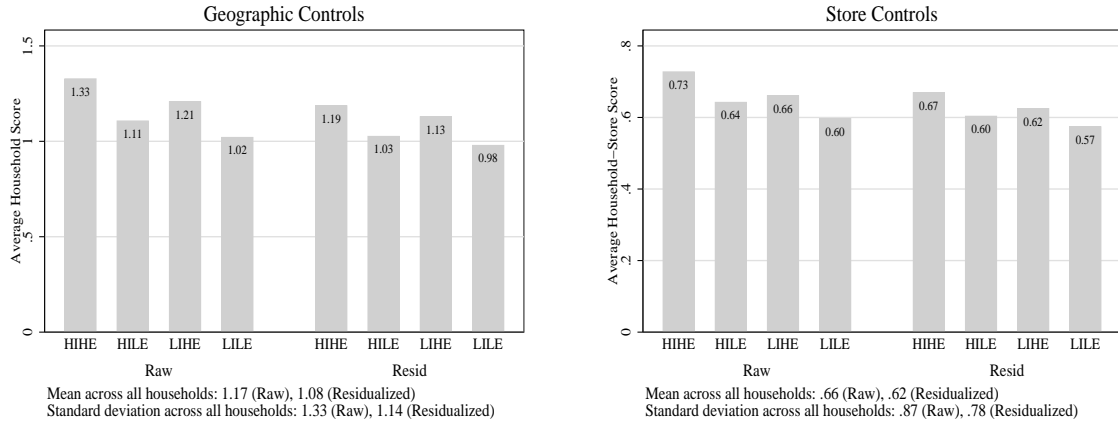 Geographic Controls
Average Household Score
1.5
1
.5
0
1.33
1.11
1.21
1.02
1.19
1.03
1.13
0.98
HIHE HILE LIHE LILE HIHE HILE LIHE LILE
Raw Resid
Mean across all households: 1.17 (Raw), 1.08 (Residualized)
Standard deviation across all households: 1.33 (Raw), 1.14 (Residualized)
Store Controls
Average Household−Store Score
.8
.6
.4
.2
0
0.73
0.64
0.66
0.60
0.67
0.60
0.62
0.57
HIHE HILE LIHE LILE HIHE HILE LIHE LILE
Raw Resid
Mean across all households: .66 (Raw), .62 (Residualized)
Standard deviation across all households: .87 (Raw), .78 (Residualized)